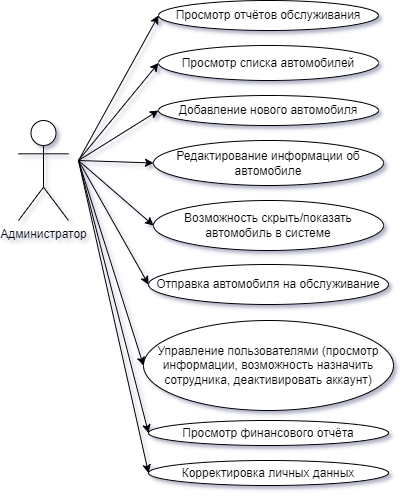 Просмотр отчётов обслуживания
Просмотр списка автомобилей
Добавление нового автомобиля
Редактирование информации об
автомобиле
Возможность скрыть/показать
автомобиль в системе
Администратор
Отправка автомобиля на обслуживание
Управление пользователями (просмотр
информации, возможность назначить
сотрудника, деактивировать аккаунт)
Просмотр финансового отчёта
Корректировка личных данных